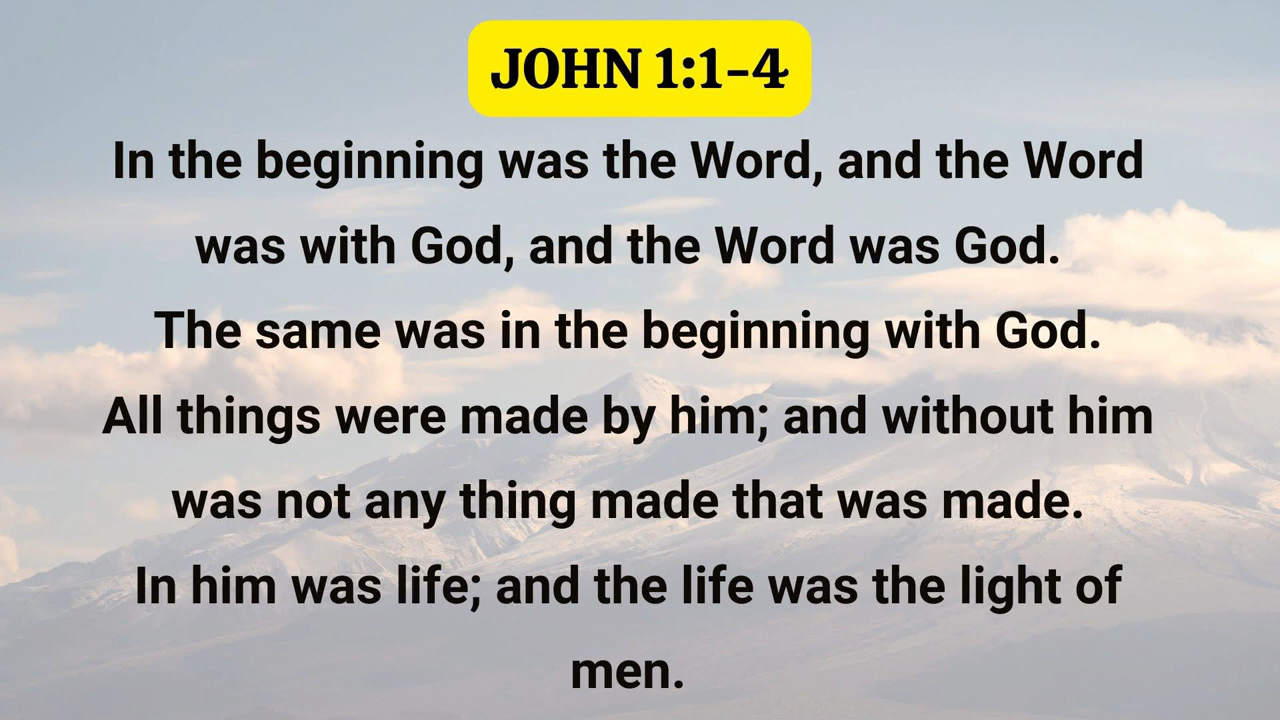 JOHN 1:1-4
In the beginning was the Word, and the Word
was with God, and the Word was God.
The same was in the beginning with God.
All things were made by him; and without him
was not any thing made that was made.
In him was life; and the life was the light of
men.